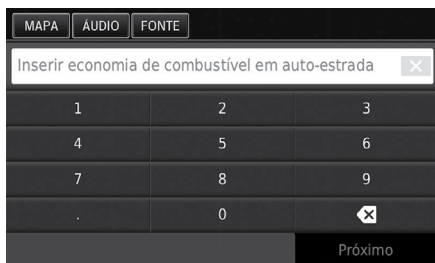 MAPA ÁUDIO FONTE
Inserir economia de combustível em auto-estrada
1 2 3
4 5 6
7 8 9
. 0
Próximo